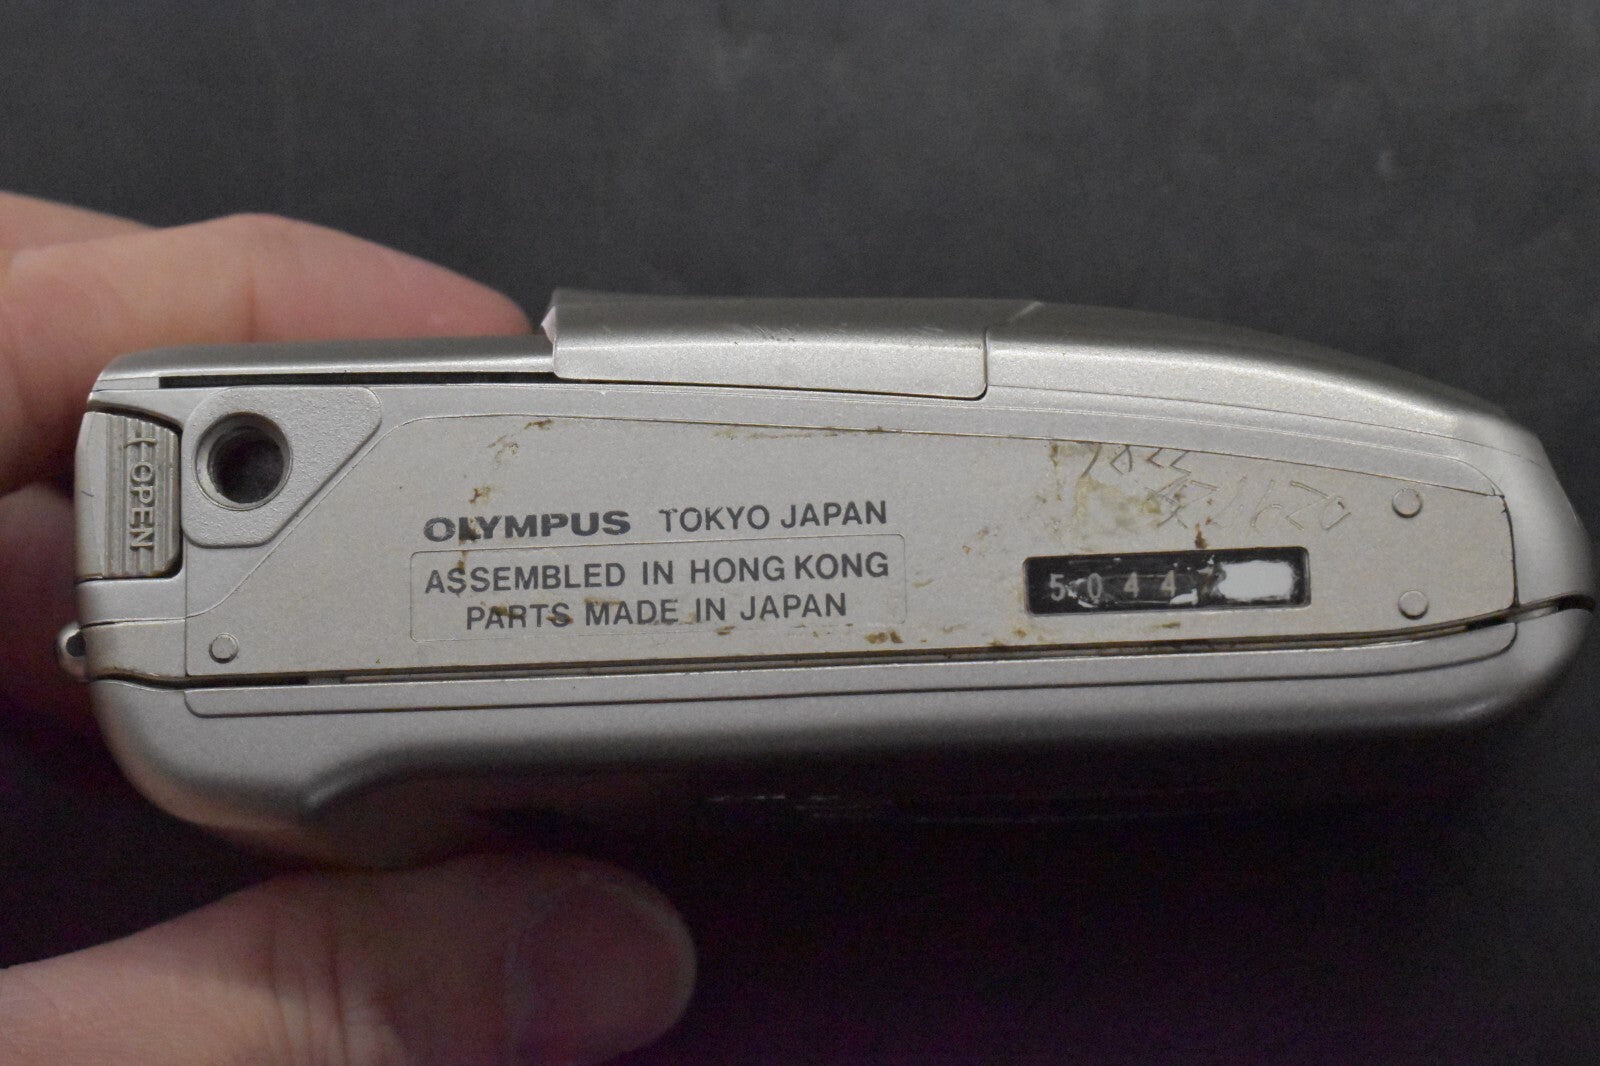 OPEN
OLYMPUS TOKYO JAPAN
ASSEMBLED IN HONG KONG
PARTS MADE IN JAPAN
5044